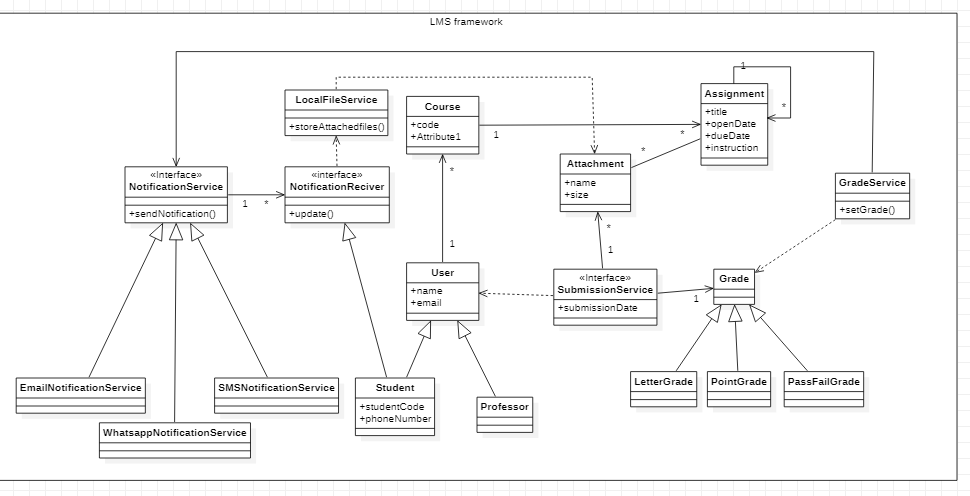 LMS framework
LocalFileService
+storeAttachedfiles()
Course
+code
+Attribute1
Assignment
+title
+openDate
+dueDate
+instruction
1
*
1
*
*
Attachment
+name
+size
«Interface»
NotificationService
+sendNotification()
1
*
«interface»
NotificationReciver
+update()
GradeService
+setGrade()
*
1
*
1
User
+name
+email
«Interface»
SubmissionService
+submissionDate
1
Grade
EmailNotificationService
SMSNotificationService
WhatsappNotificationService
Student
+studentCode
+phoneNumber
Professor
LetterGrade
PointGrade
PassFailGrade